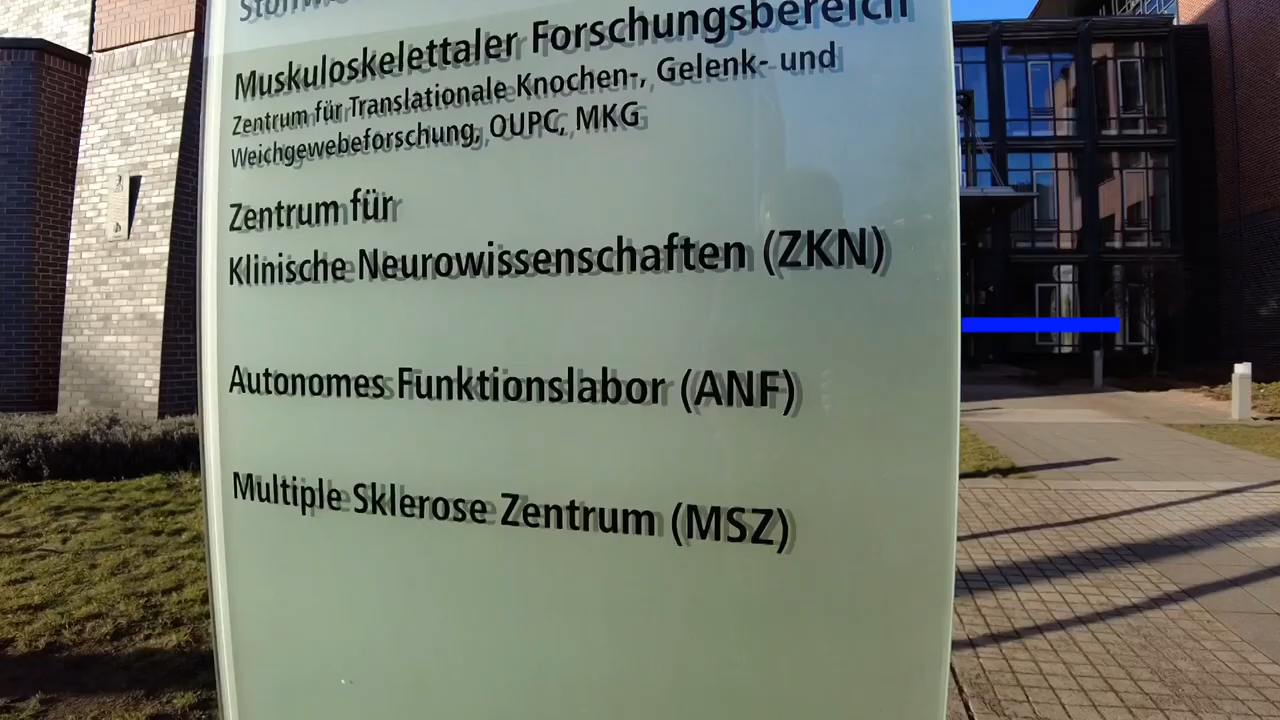 Muskuloskelettaler Forschungsbereich
Zentrum für Translationale Knochen-, Gelenk- und
Weichgewebeforschung, OUPC, MKG
Zentrum für
Klinische Neurowissenschaften (ZKN)
Autonomes Funktionslabor (ANF)
Multiple Sklerose Zentrum (MSZ)